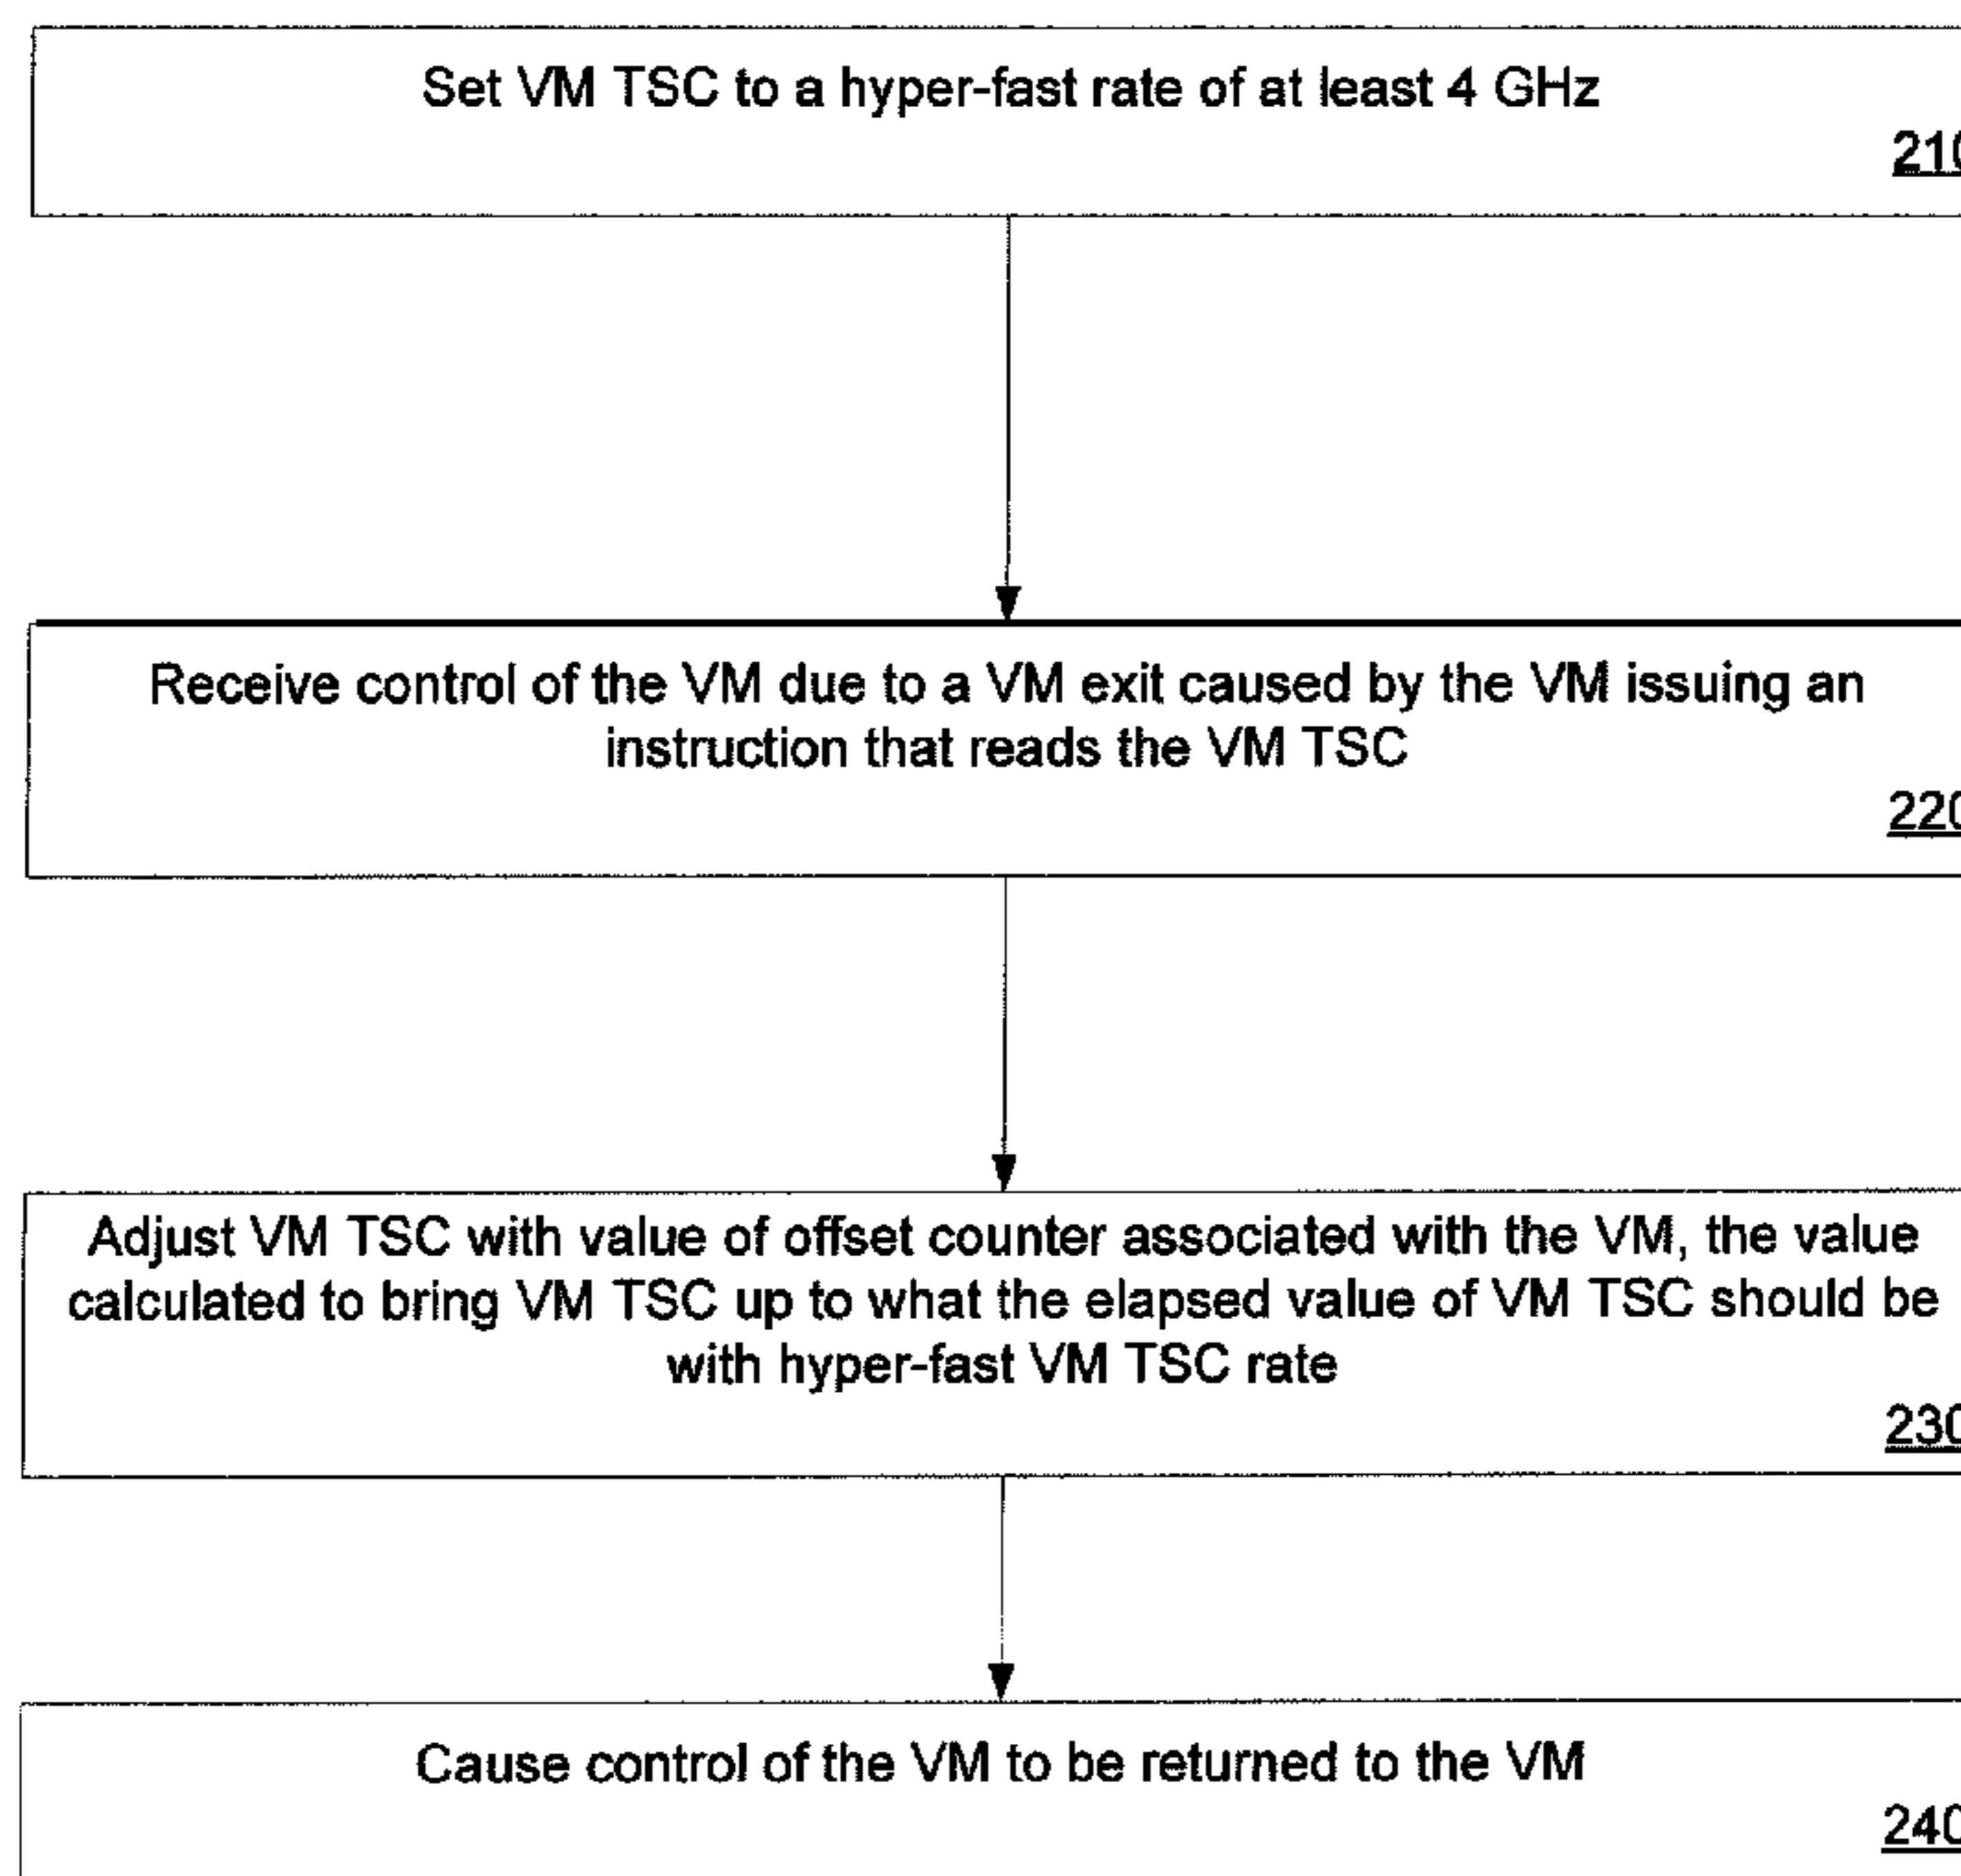 Set VM TSC to a hyper-fast rate of at least 4 GHz
210
Receive control of the VM due to a VM exit caused by the VM issuing an
instruction that reads the VM TSC
220
Adjust VM TSC with value of offset counter associated with the VM, the value
calculated to bring VM TSC up to what the elapsed value of VM TSC should be
with hyper-fast VM TSC rate
230
Cause control of the VM to be returned to the VM
240